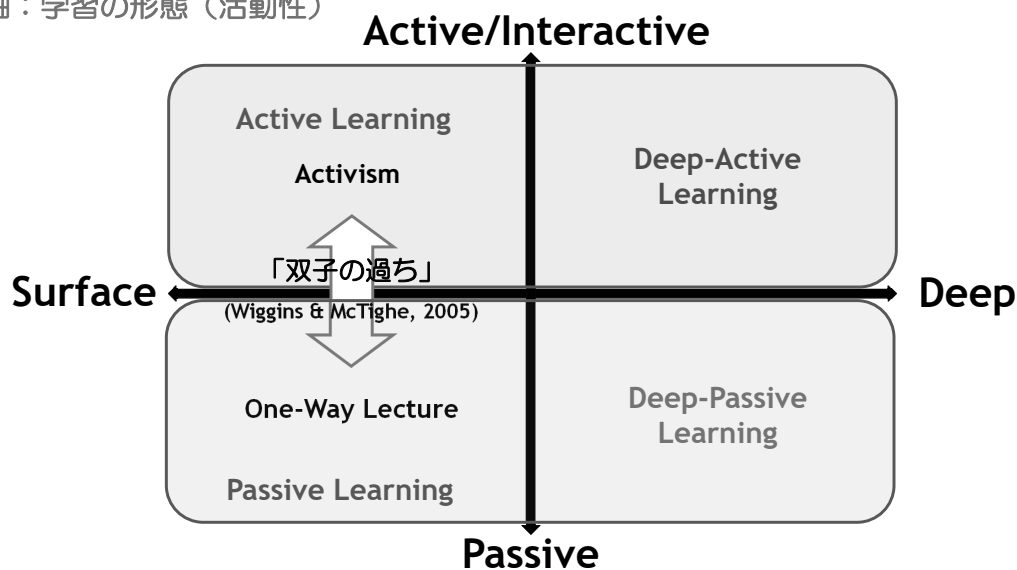 ：学習の形態（活動性）
Active/Interactive
Active Learning
Activism
Deep-Active
Learning
「双子の過ち」
Surface
Deep
(Wiggins & McTighe, 2005)
One-Way Lecture
Deep-Passive
Learning
Passive Learning
Passive